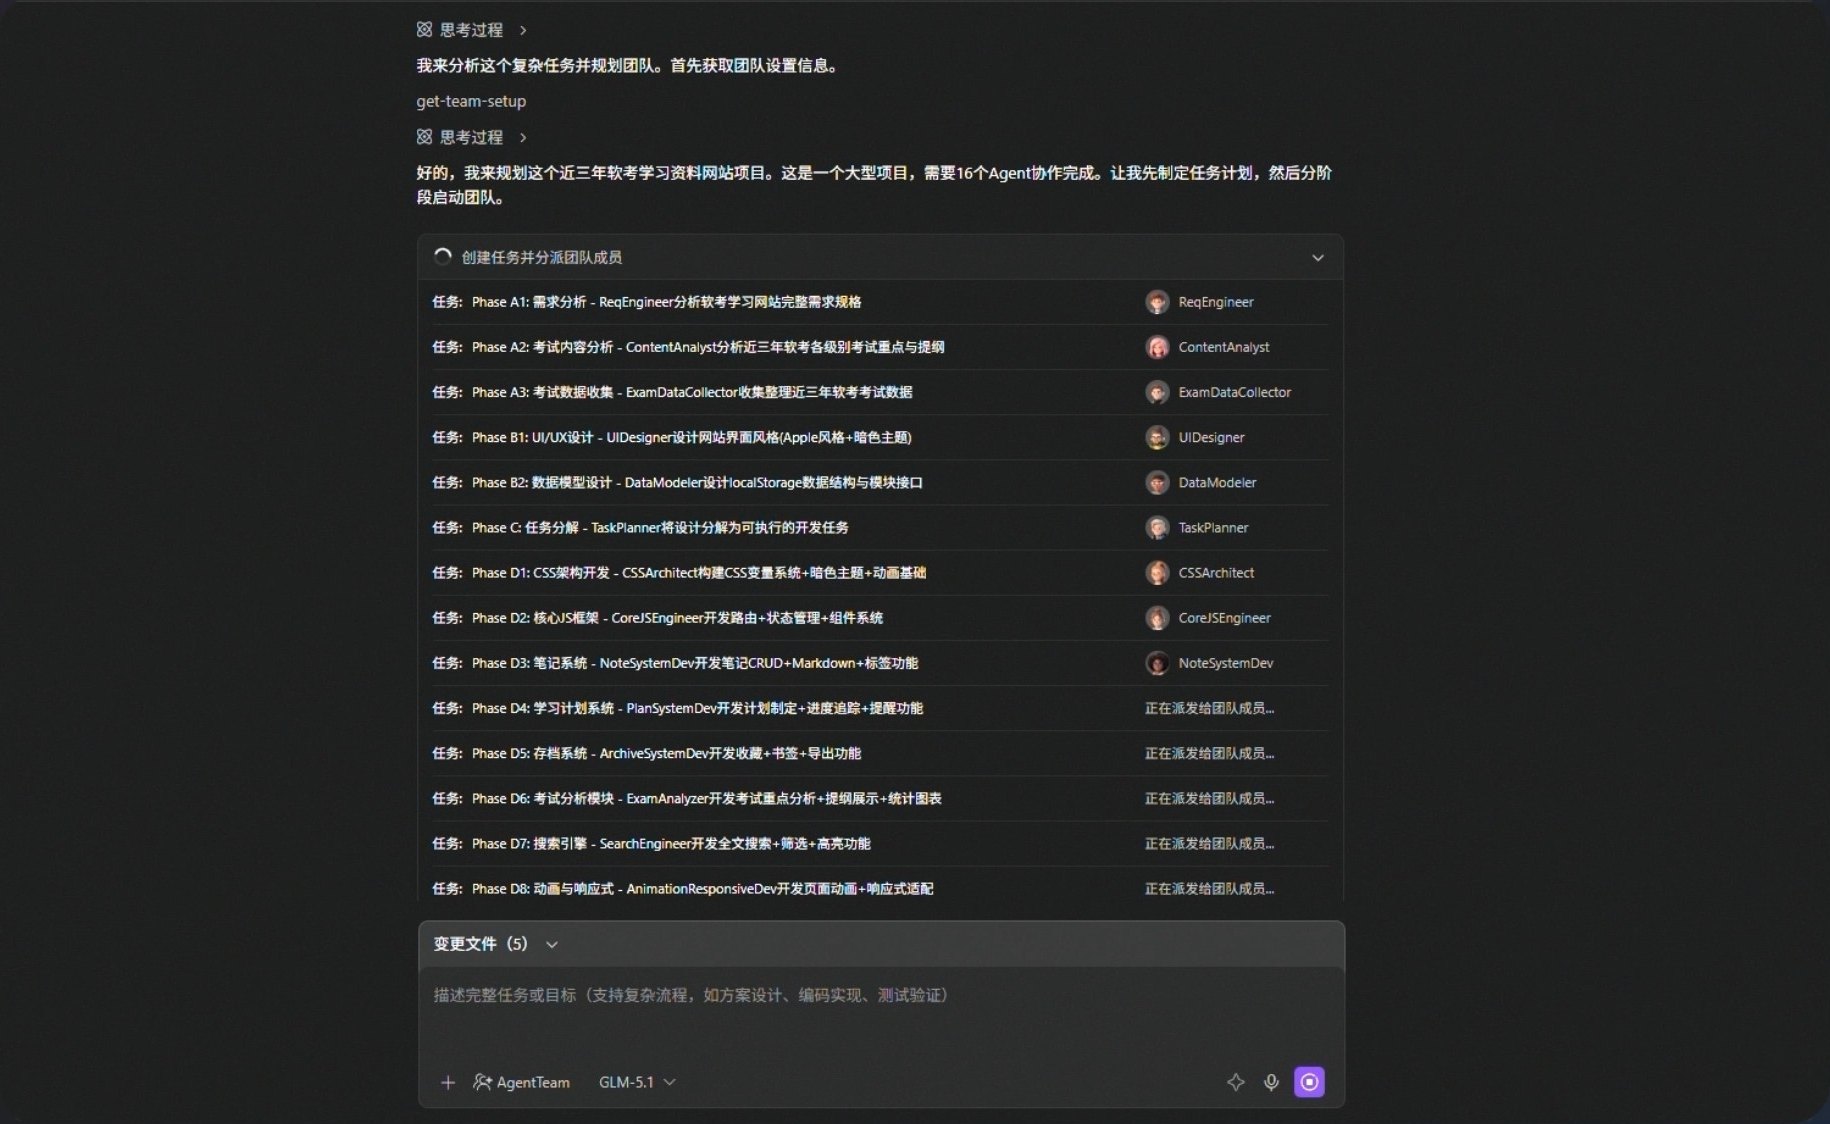 思考过程
我来分析这个复杂任务并规划团队。首先获取团队设置信息。
get-team-setup
思考过程
好的，我来规划这个近三年软考学习资料网站项目。这是一个大型项目，需要16个Agent协作完成。让我先制定任务计划，然后分阶
段启动团队。
创建任务并分派团队成员
任务: Phase A1: 需求分析 - ReqEngineer分析软考学习网站完整需求规格 ReqEngineer
任务: Phase A2: 考试内容分析 - ContentAnalyst分析近三年软考各级别考试重点与提纲 ContentAnalyst
任务: Phase A3: 考试数据收集 - ExamDataCollector收集整理近三年软考考试数据 ExamDataCollector
任务: Phase B1: UI/UX设计 - UIDesigner设计网站界面风格(Apple风格+暗色主题) UIDesigner
任务: Phase B2: 数据模型设计 - DataModeler设计localStorage数据结构与模块接口 DataModeler
任务: Phase C: 任务分解 - TaskPlanner将设计分解为可执行的开发任务 TaskPlanner
任务: Phase D1: CSS架构开发 - CSSArchitect构建CSS变量系统+暗色主题+动画基础 CSSArchitect
任务: Phase D2: 核心JS框架 - CoreJSEngineer开发路由+状态管理+组件系统 CoreJSEngineer
任务: Phase D3: 笔记系统 - NoteSystemDev开发笔记CRUD+Markdown+标签功能 NoteSystemDev
任务: Phase D4: 学习计划系统 - PlanSystemDev开发计划制定+进度追踪+提醒功能 正在派发给团队成员...
任务: Phase D5: 存档系统 - ArchiveSystemDev开发收藏+书签+导出功能 正在派发给团队成员...
任务: Phase D6: 考试分析模块 - ExamAnalyzer开发考试重点分析+提纲展示+统计图表 正在派发给团队成员...
任务: Phase D7: 搜索引擎 - SearchEngineer开发全文搜索+筛选+高亮功能 正在派发给团队成员...
任务: Phase D8: 动画与响应式 - AnimationResponsiveDev开发页面动画+响应式适配 正在派发给团队成员...
变更文件（5）
描述完整任务或目标（支持复杂流程，如方案设计、编码实现、测试验证）
AgentTeam GLM-5.1